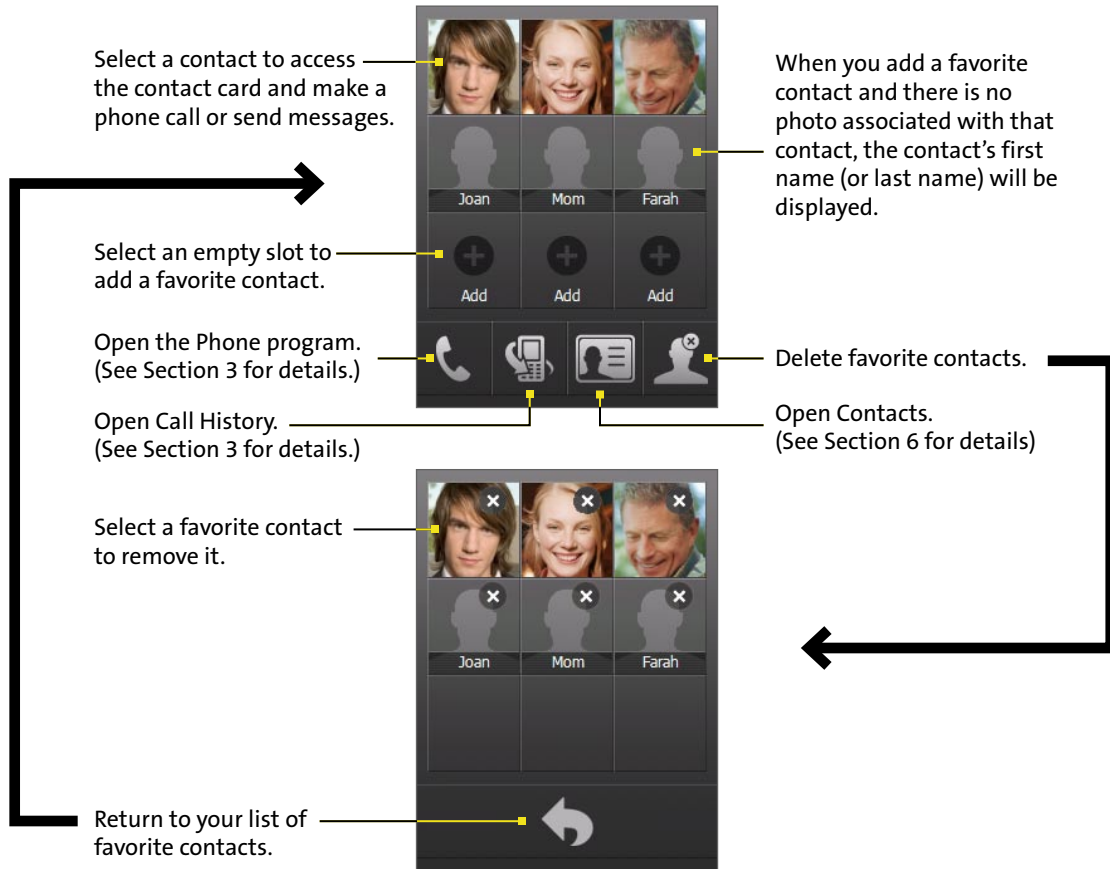 Select a contact to access
the contact card and make a
phone call or send messages.
When you add a favorite
contact and there is no
photo associated with that
contact, the contact’s first
name (or last name) will be
displayed.
Joan
Mom
Farah
Select an empty slot to
add a favorite contact.
Add
Add
Add
Open the Phone program.
(See Section 3 for details.)
Delete favorite contacts.
Open Call History.
(See Section 3 for details.)
Open Contacts.
(See Section 6 for details)
Select a favorite contact
to remove it.
Joan
Mom
Farah
Return to your list of
favorite contacts.